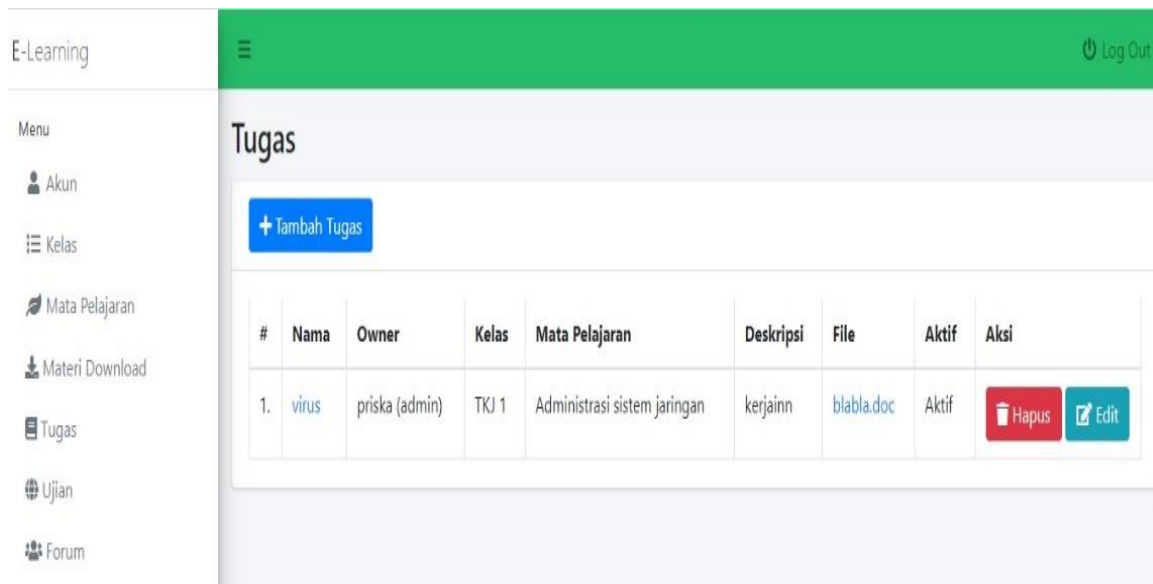 E-Learning
Log Out
Menu
Akun
Kelas
Mata Pelajaran
Materi Download
Tugas
Ujian
Forum
Tugas
+ Tambah Tugas
# Nama Owner Kelas Mata Pelajaran Deskripsi File Aktif Aksi
1. virus priska (admin) TKJ 1 Administrasi sistem jaringan kerjainn blabla.doc Aktif Hapus Edit